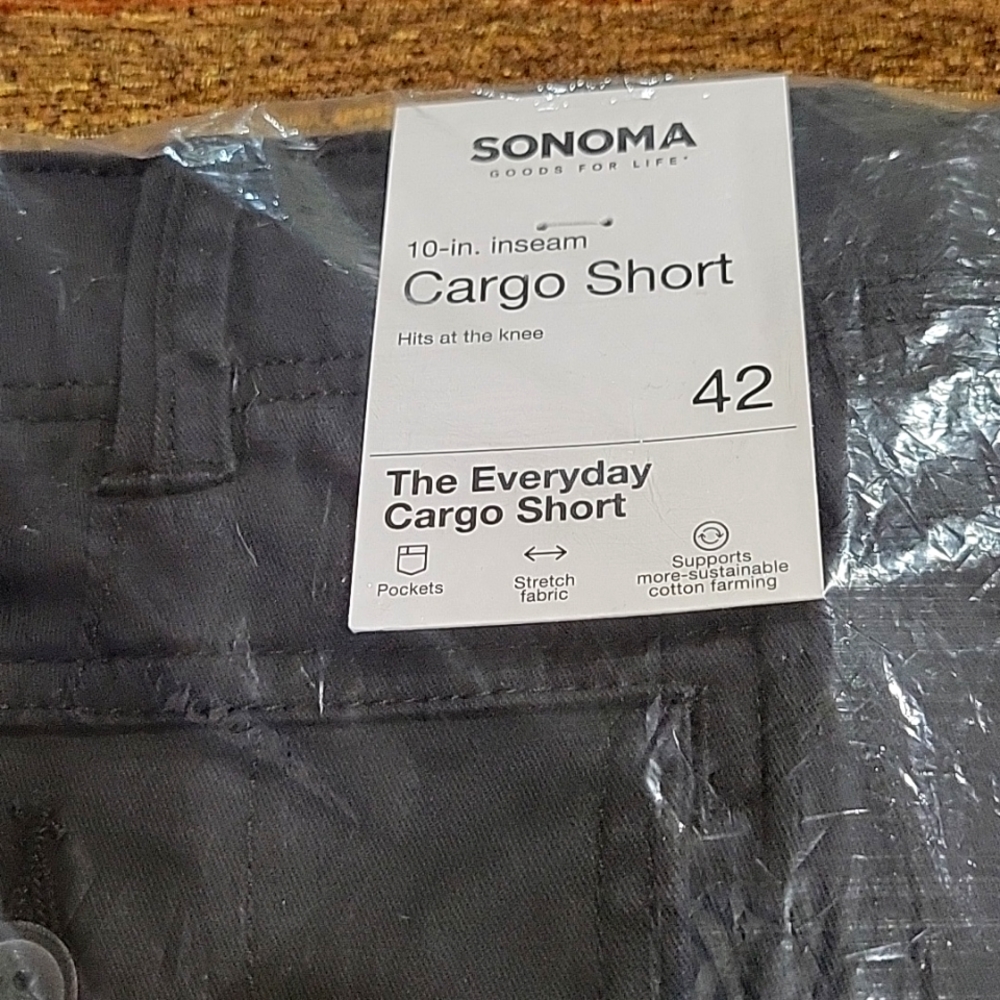 SONOMA
GOODS FOR LIFE•
10-in. inseam
Cargo Short
Hits at the knee
42
The Everyday
Cargo Short
Pockets
Stretch
fabric
Supports
more-sustainable
cotton farming